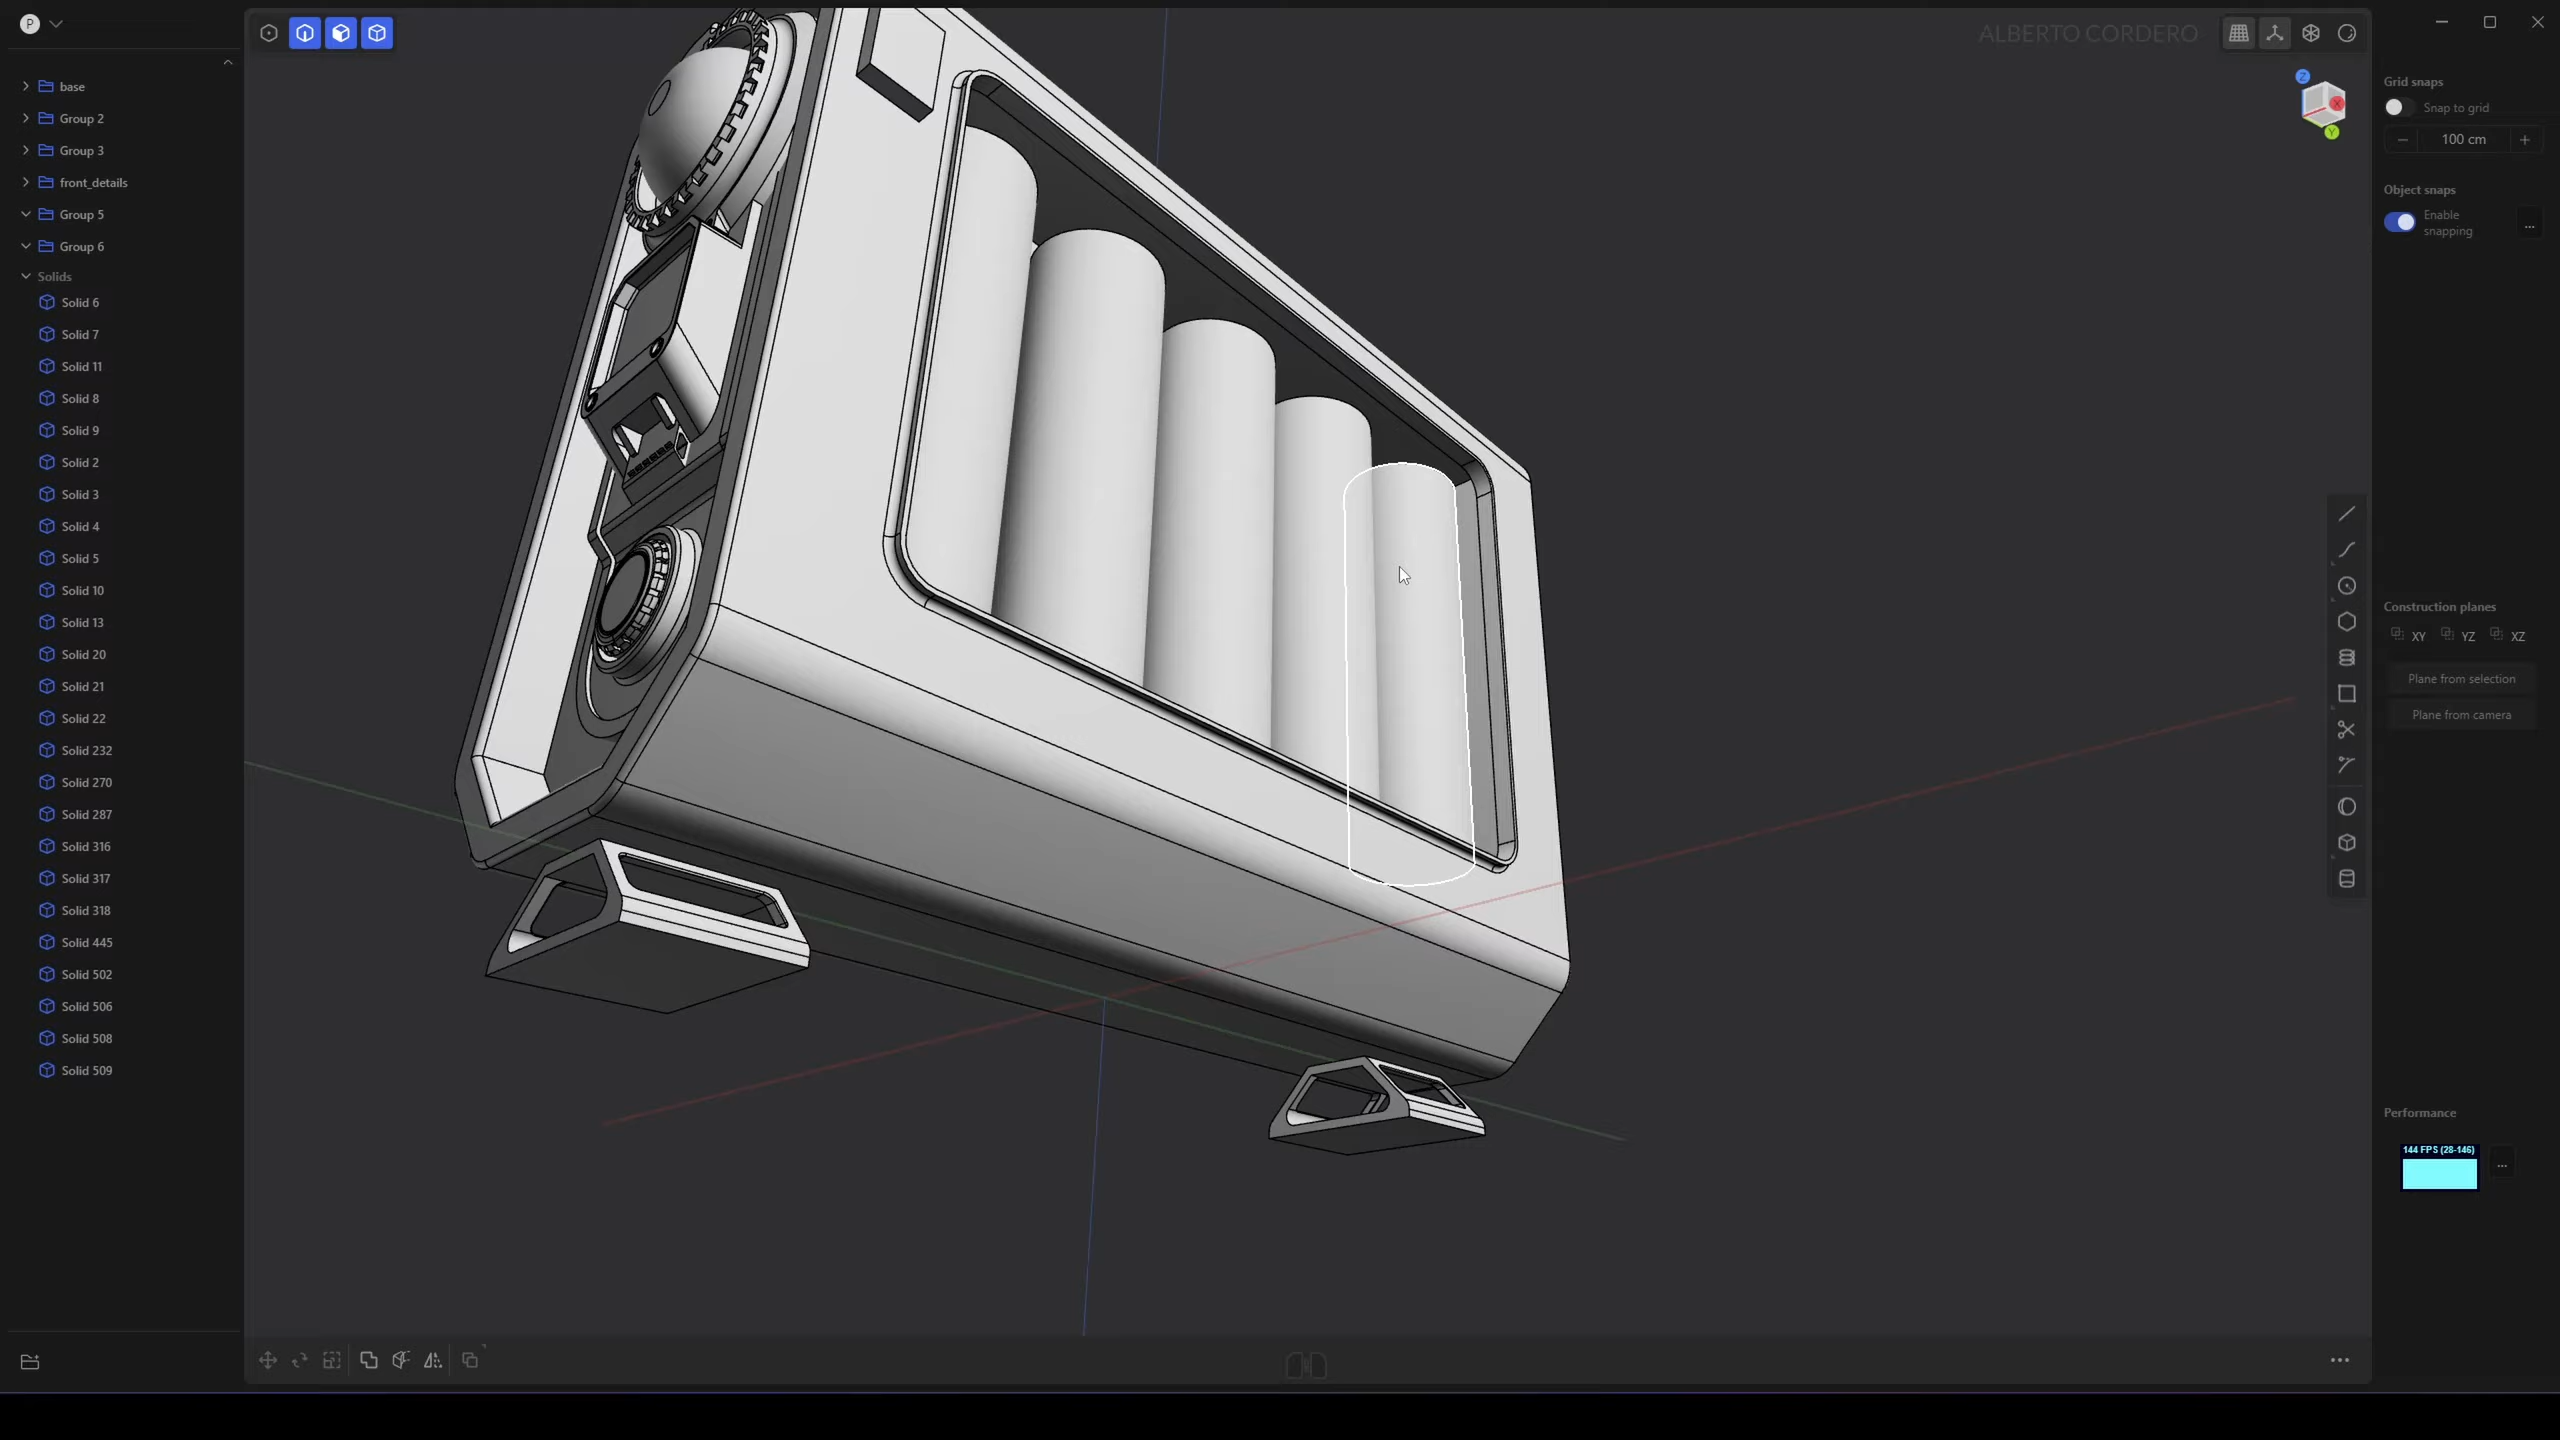 P
ALBERTO CORDERO
Z
X
Y
base
Group 2
Group 3
front_details
Group 5
Group 6
Solids
Solid 6
Solid 7
Solid 11
Solid 8
Solid 9
Solid 2
Solid 3
Solid 4
Solid 5
Solid 10
Solid 13
Solid 20
Solid 21
Solid 22
Solid 232
Solid 270
Solid 287
Solid 316
Solid 317
Solid 318
Solid 445
Solid 502
Solid 506
Solid 508
Solid 509
Grid snaps
Snap to grid
100 cm
Object snaps
Enable
snapping
...
Construction planes
XY YZ XZ
Plane from selection
Plane from camera
Performance
144 FPS (28-146)
...